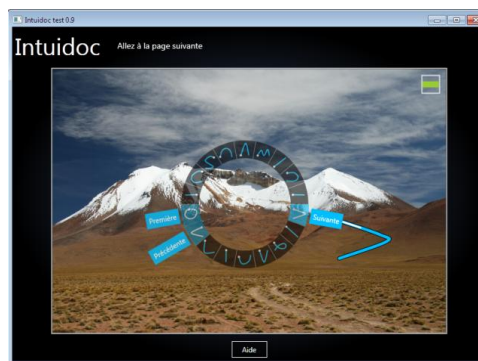 Intuidoc test 0.9
Intuidoc
Allez à la page suivante
Première
Suivante
Précédente
Aide